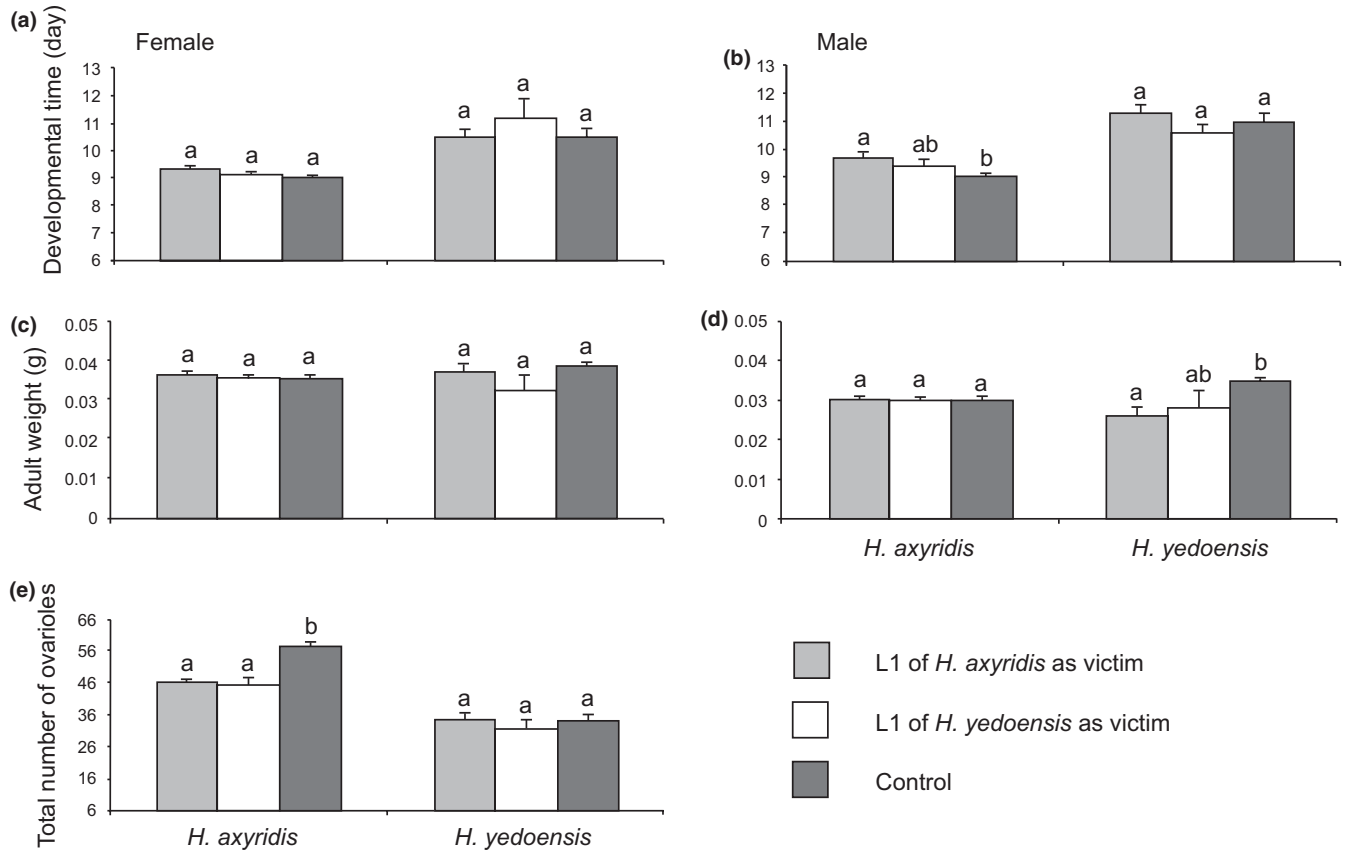 (a)
Female
Developmental time (day)
13
12
11
10
9
8
7
6
a a a a a a
(b)
Male
13
12
11
10
9
8
7
6
a ab b a a a
(c)
Adult weight (g)
0.05
0.04
0.03
0.02
0.01
0
a a a a a a
(d)
0.05
0.04
0.03
0.02
0.01
0
a a a a ab b
H. axyridis H. yedoensis
(e)
Total number of ovarioles
66
56
46
36
26
16
6
a a b a a a
H. axyridis H. yedoensis
L1 of H. axyridis as victim
L1 of H. yedoensis as victim
Control